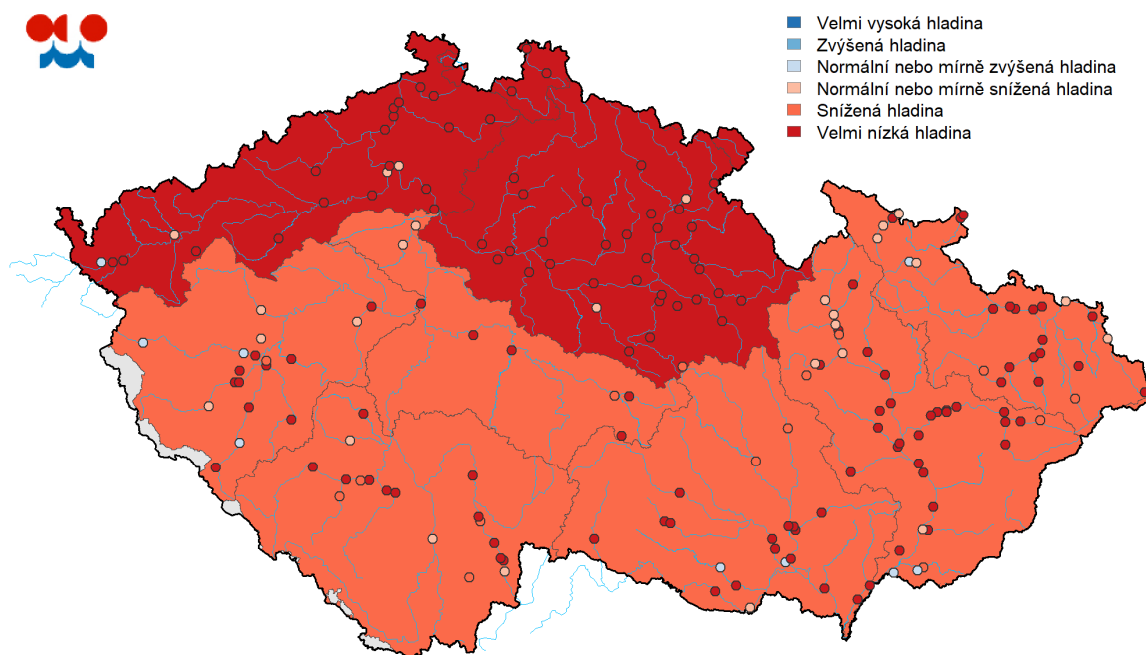 Velmi vysoká hladina
Zvýšená hladina
Normální nebo mírně zvýšená hladina
Normální nebo mírně snížená hladina
Snížená hladina
Velmi nízká hladina